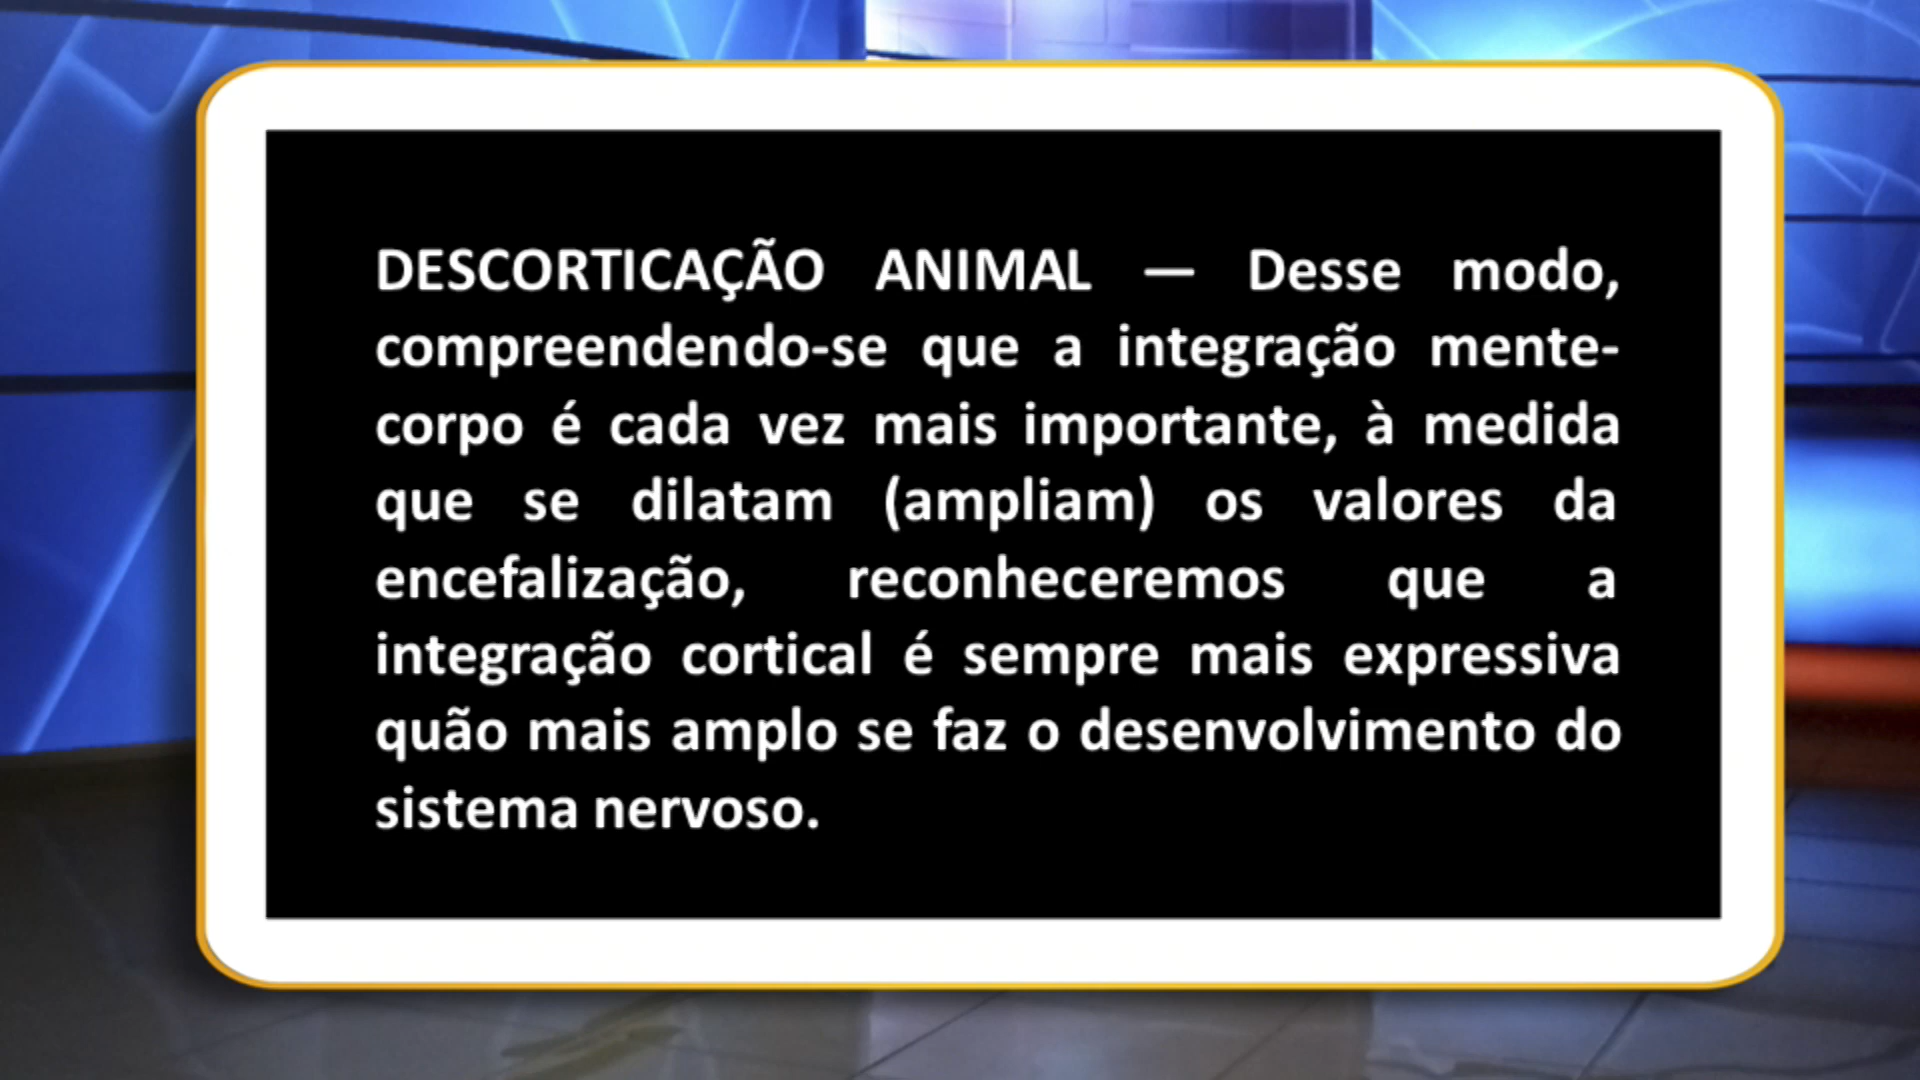 DESCORTICAÇÃO ANIMAL — Desse modo,
compreendendo-se que a integração mente-
corpo é cada vez mais importante, à medida
que se dilatam (ampliam) os valores da
encefalização, reconheceremos que a
integração cortical é sempre mais expressiva
quão mais amplo se faz o desenvolvimento do
sistema nervoso.